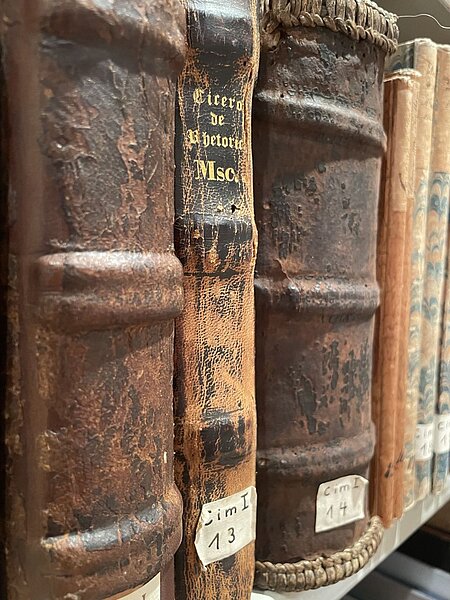 Cicero
de
Rhetoric
Msc.
Cim I
13
Cim I
14